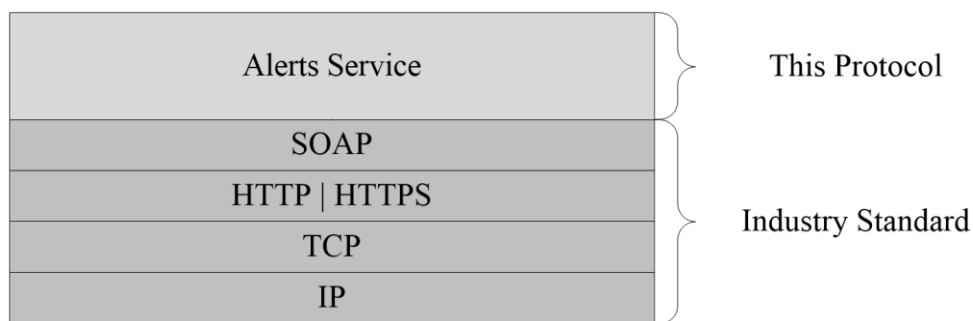 Alerts Service
This Protocol
SOAP
HTTP | HTTPS
TCP
IP
Industry Standard